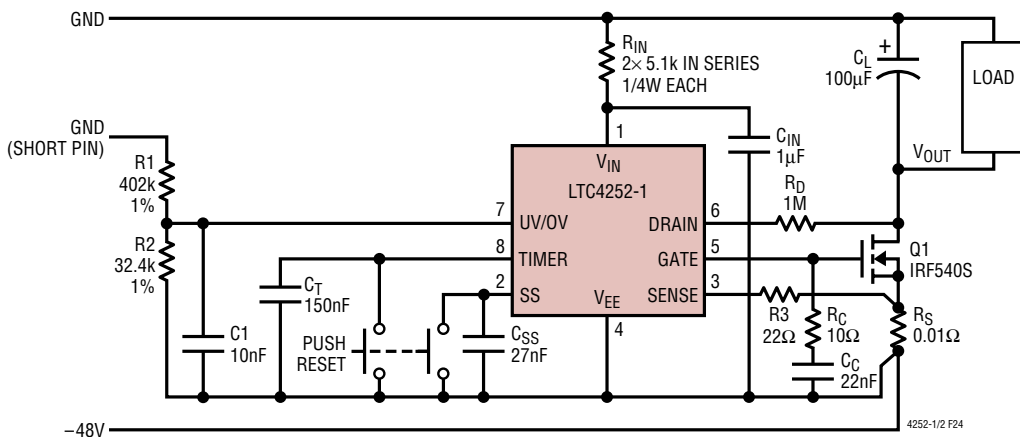 GND
R_IN
2× 5.1k IN SERIES
1/4W EACH
+
C_L
100µF
LOAD
GND
(SHORT PIN)
R1
402k
1%
1
C_IN
1µF
V_OUT
V_IN
LTC4252-1
R_D
1M
7
UV/OV
DRAIN
6
R2
32.4k
1%
8
TIMER
GATE
5
Q1
IRF540S
C_T
150nF
2
SS
V_EE
SENSE
3
4
R3
22Ω
R_C
10Ω
R_S
0.01Ω
C1
10nF
PUSH
RESET
C_SS
27nF
C_C
22nF
–48V
4252-1/2 F24